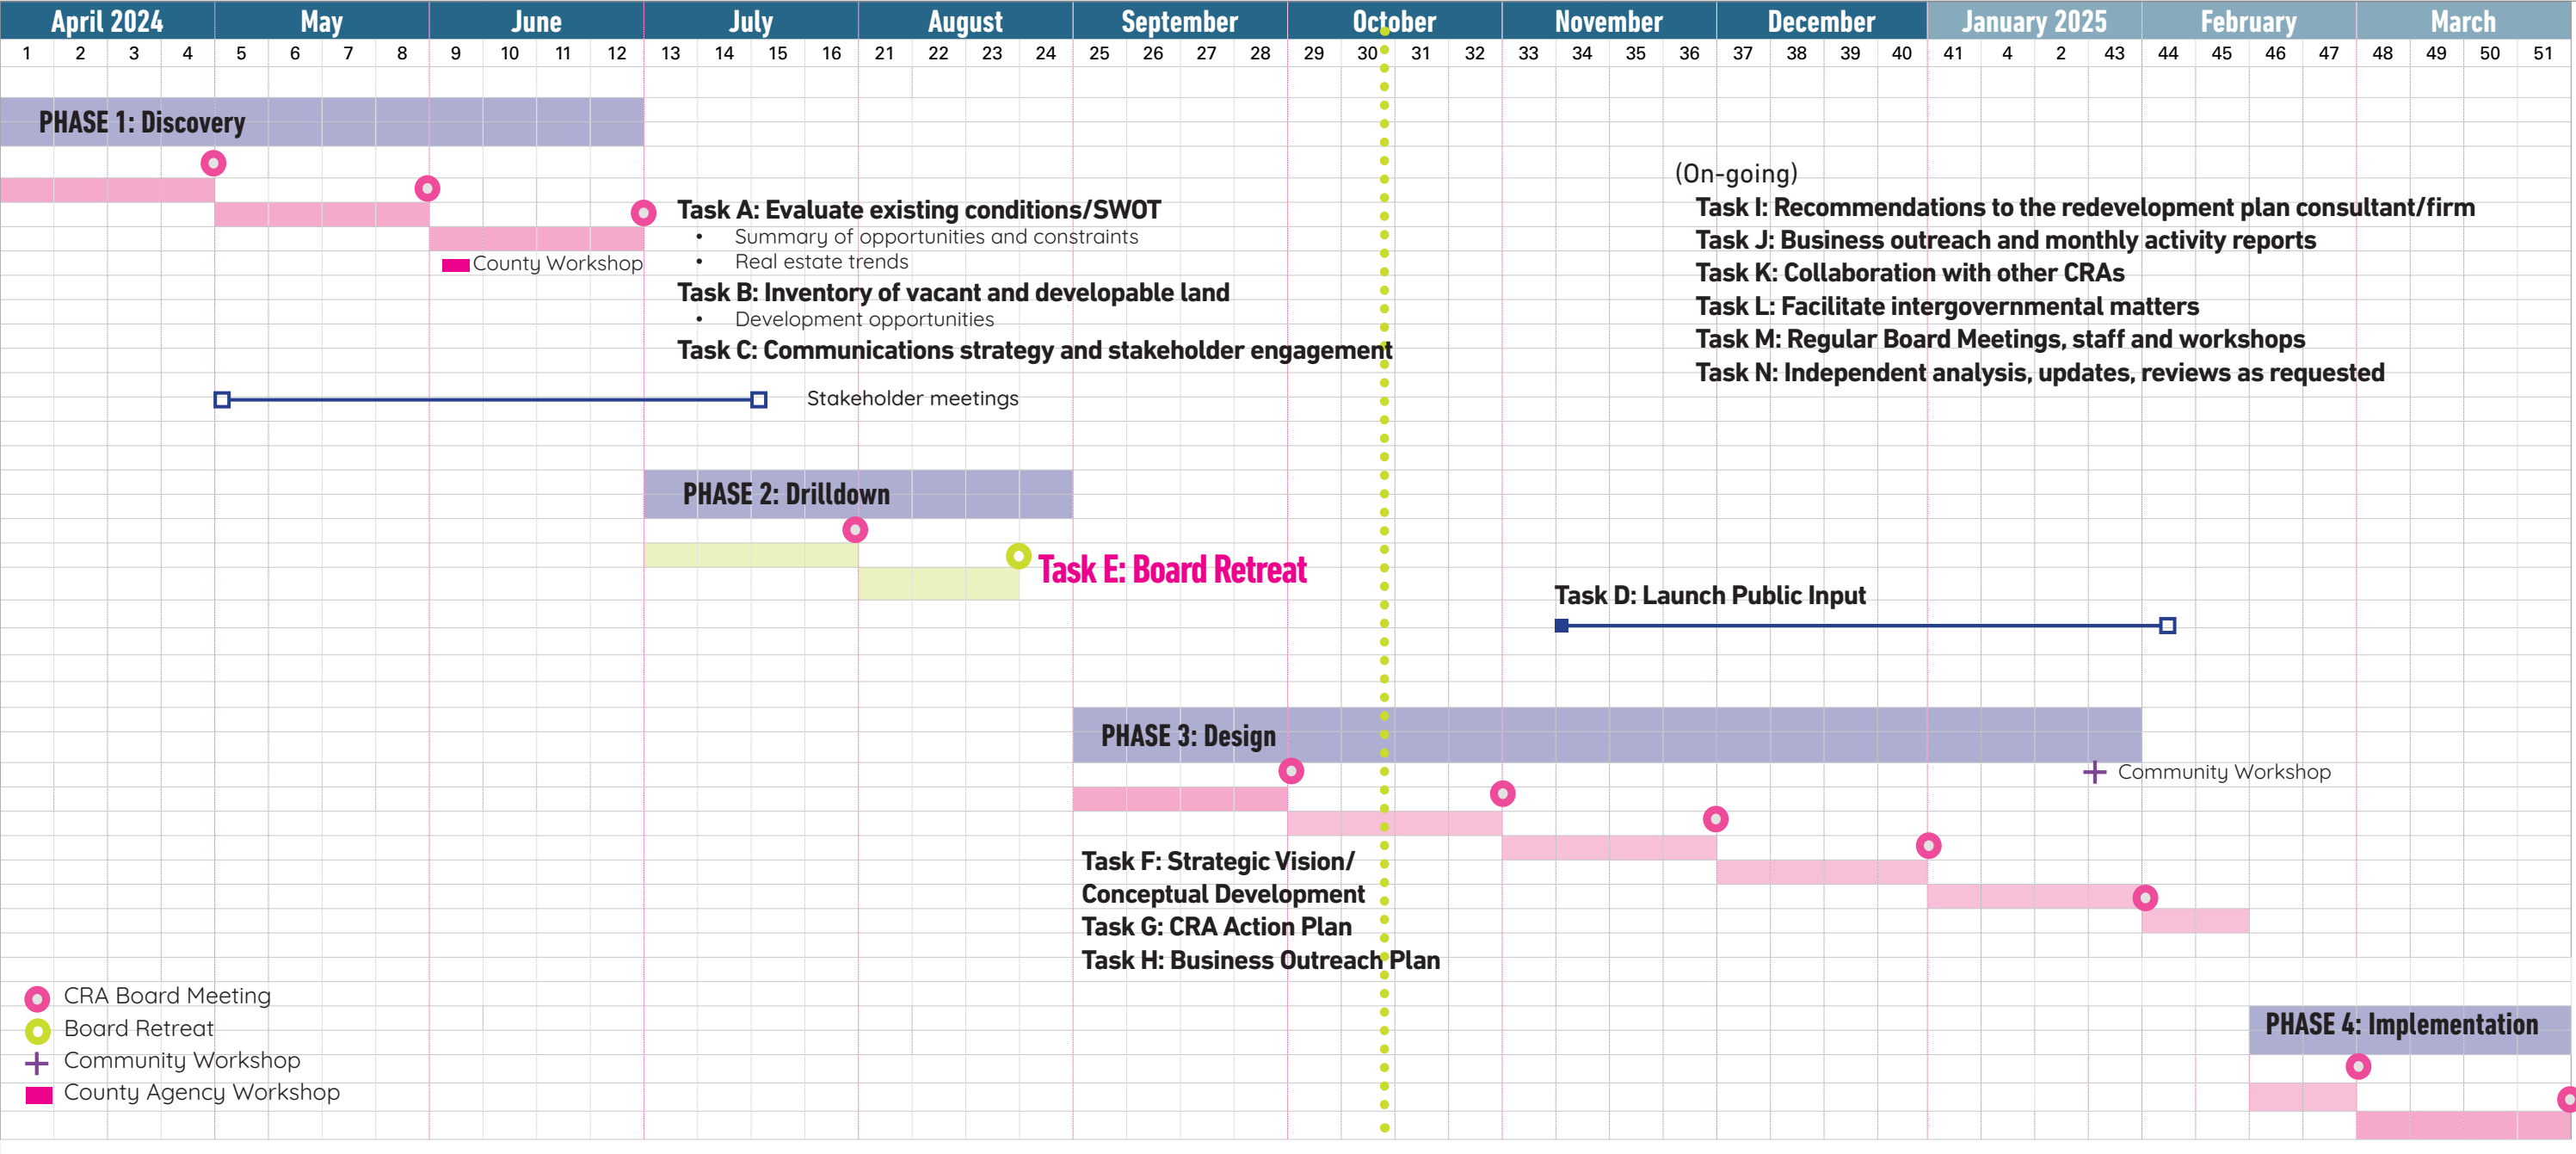 April 2024 May June July August September October November December January 2025 February March
1 2 3 4 5 6 7 8 9 10 11 12 13 14 15 16 21 22 23 24 25 26 27 28 29 30 31 32 33 34 35 36 37 38 39 40 41 4 2 43 44 45 46 47 48 49 50 51
PHASE 1: Discovery
County Workshop
Task A: Evaluate existing conditions/SWOT
• Summary of opportunities and constraints
• Real estate trends
Task B: Inventory of vacant and developable land
• Development opportunities
Task C: Communications strategy and stakeholder engagement
(On-going)
Task I: Recommendations to the redevelopment plan consultant/firm
Task J: Business outreach and monthly activity reports
Task K: Collaboration with other CRAs
Task L: Facilitate intergovernmental matters
Task M: Regular Board Meetings, staff and workshops
Task N: Independent analysis, updates, reviews as requested
Stakeholder meetings
PHASE 2: Drilldown
Task E: Board Retreat
Task D: Launch Public Input
PHASE 3: Design
Community Workshop
Task F: Strategic Vision/
Conceptual Development
Task G: CRA Action Plan
Task H: Business Outreach Plan
CRA Board Meeting
Board Retreat
Community Workshop
County Agency Workshop
PHASE 4: Implementation